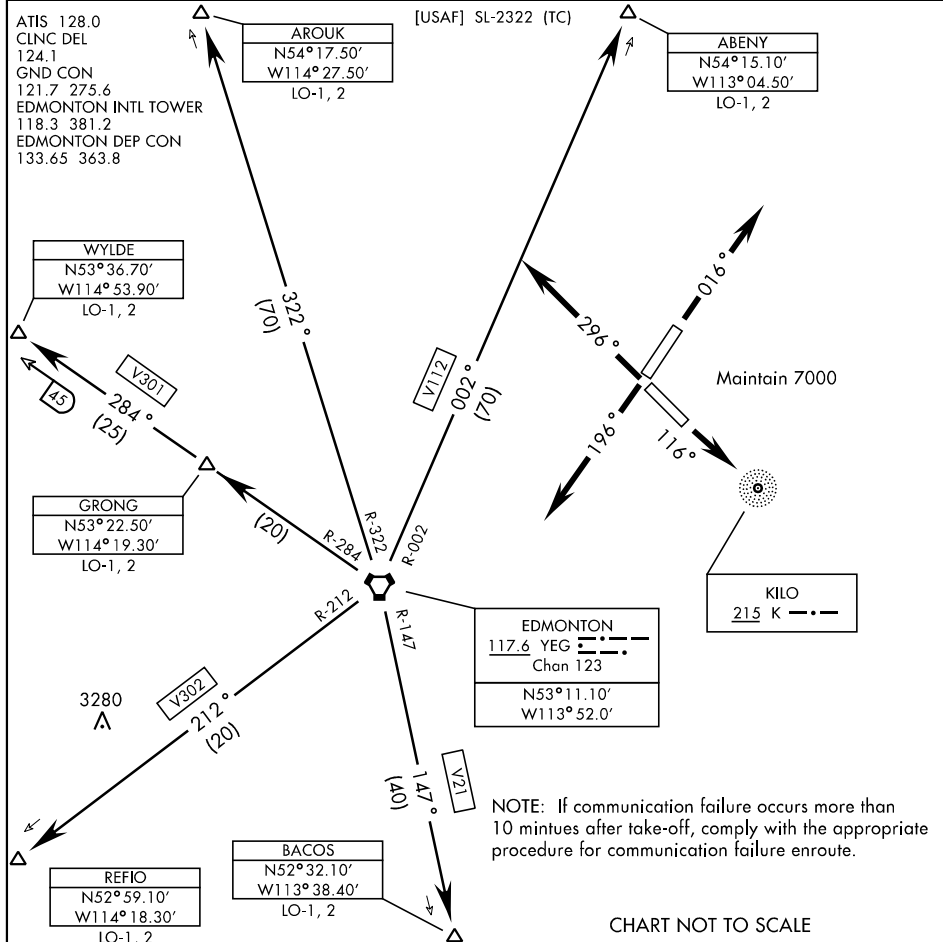 ATIS 128.0
CLNC DEL
124.1
GND CON
121.7 275.6
EDMONTON INTL TOWER
118.3 381.2
EDMONTON DEP CON
133.65 363.8
[USAF] SL-2322 (TC)
AROUK
N54°17.50'
W114°27.50'
LO-1, 2
ABENY
N54°15.10'
W113°04.50'
LO-1, 2
WYLDE
N53°36.70'
W114°53.90'
LO-1, 2
322°
(70)
V112
002°
(70)
296°
016°
196°
116°
Maintain 7000
V301
45
284°
(25)
GRONG
N53°22.50'
W114°19.30'
LO-1, 2
(20)
R-284
R-322
R-002
R-212
R-147
KILO
215 K
EDMONTON
117.6 YEG
Chan 123
N53°11.10'
W113°52.0'
3280
V302
212°
(20)
V21
147°
(40)
NOTE: If communication failure occurs more than
10 mintues after take-off, comply with the appropriate
procedure for communication failure enroute.
REFIO
N52°59.10'
W114°18.30'
LO-1, 2
BACOS
N52°32.10'
W113°38.40'
LO-1, 2
CHART NOT TO SCALE